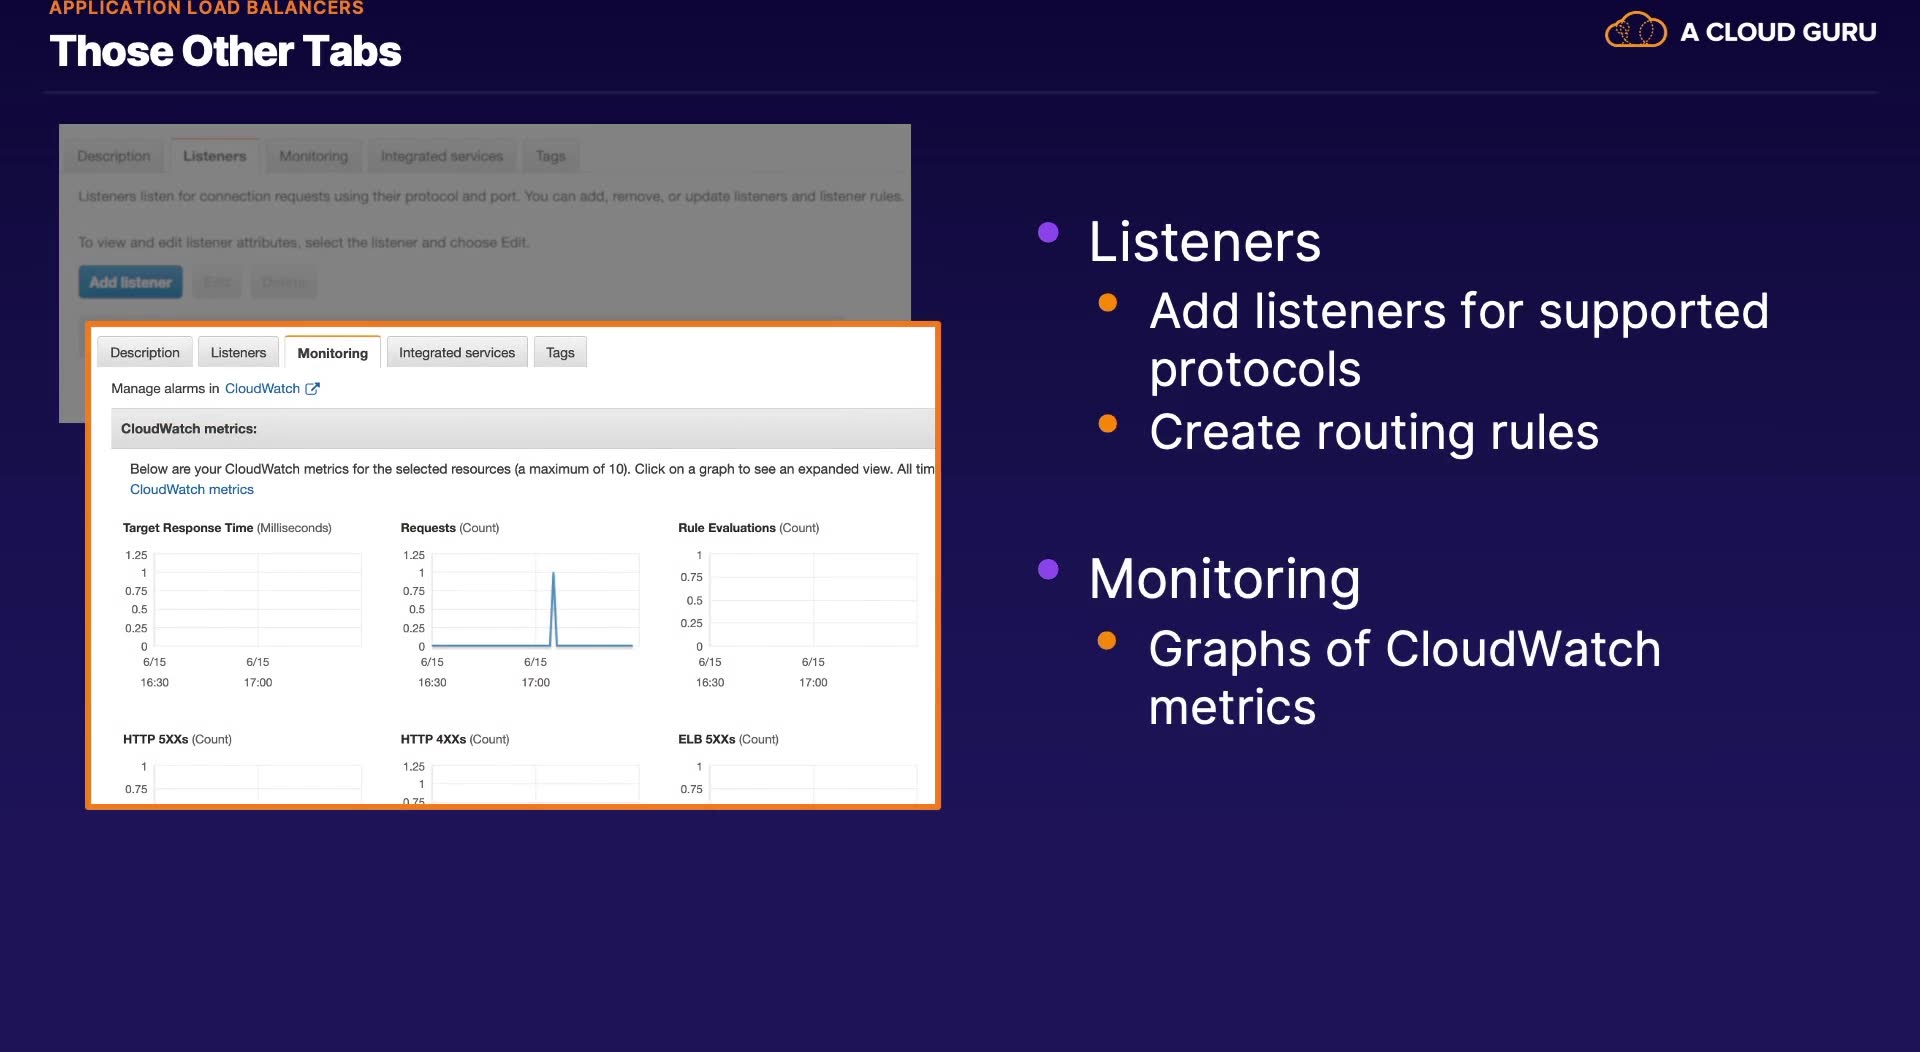 APPLICATION LOAD BALANCERS
Those Other Tabs
A CLOUD GURU
Description Listeners Monitoring Integrated services Tags
Listeners listen for connection requests using their protocol and port. You can add, remove, or update listeners and listener rules.
To view and edit listener attributes, select the listener and choose Edit.
Add listener Edit Delete
Description Listeners Monitoring Integrated services Tags
Manage alarms in CloudWatch
CloudWatch metrics:
Below are your CloudWatch metrics for the selected resources (a maximum of 10). Click on a graph to see an expanded view. All tim
CloudWatch metrics
Target Response Time (Milliseconds)
1.25
1
0.75
0.5
0.25
0
6/15 6/15
16:30 17:00
Requests (Count)
1.25
1
0.75
0.5
0.25
0
6/15 6/15
16:30 17:00
Rule Evaluations (Count)
1
0.75
0.5
0.25
0
6/15 6/15
16:30 17:00
HTTP 5XXs (Count)
1
0.75
HTTP 4XXs (Count)
1.25
1
0.75
ELB 5XXs (Count)
1
0.75
Listeners
Add listeners for supported
protocols
Create routing rules
Monitoring
Graphs of CloudWatch
metrics